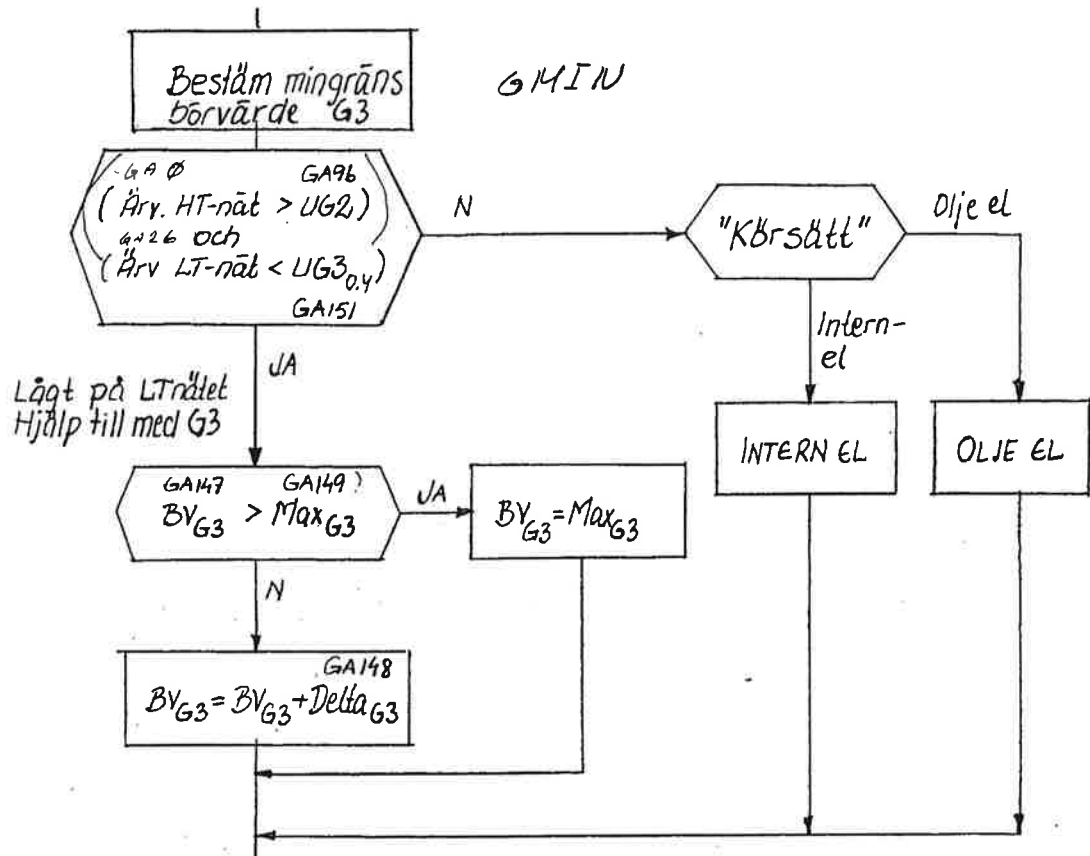 Bestäm mingräns
börvärde G3
GMIN
GA Ø GA96
(Ärv. HT-nät > UG2)
GA26 och
(Ärv LT-nät < UG3 0.4)
GA151
N
"Körsätt"
Olje el
Intern-
el
JA
Lågt på LTnätet
Hjälp till med G3
INTERN EL
OLJE EL
GA147 GA149
BV G3 > Max G3
JA
BV G3 = Max G3
N
GA148
BV G3 = BV G3 + Delta G3